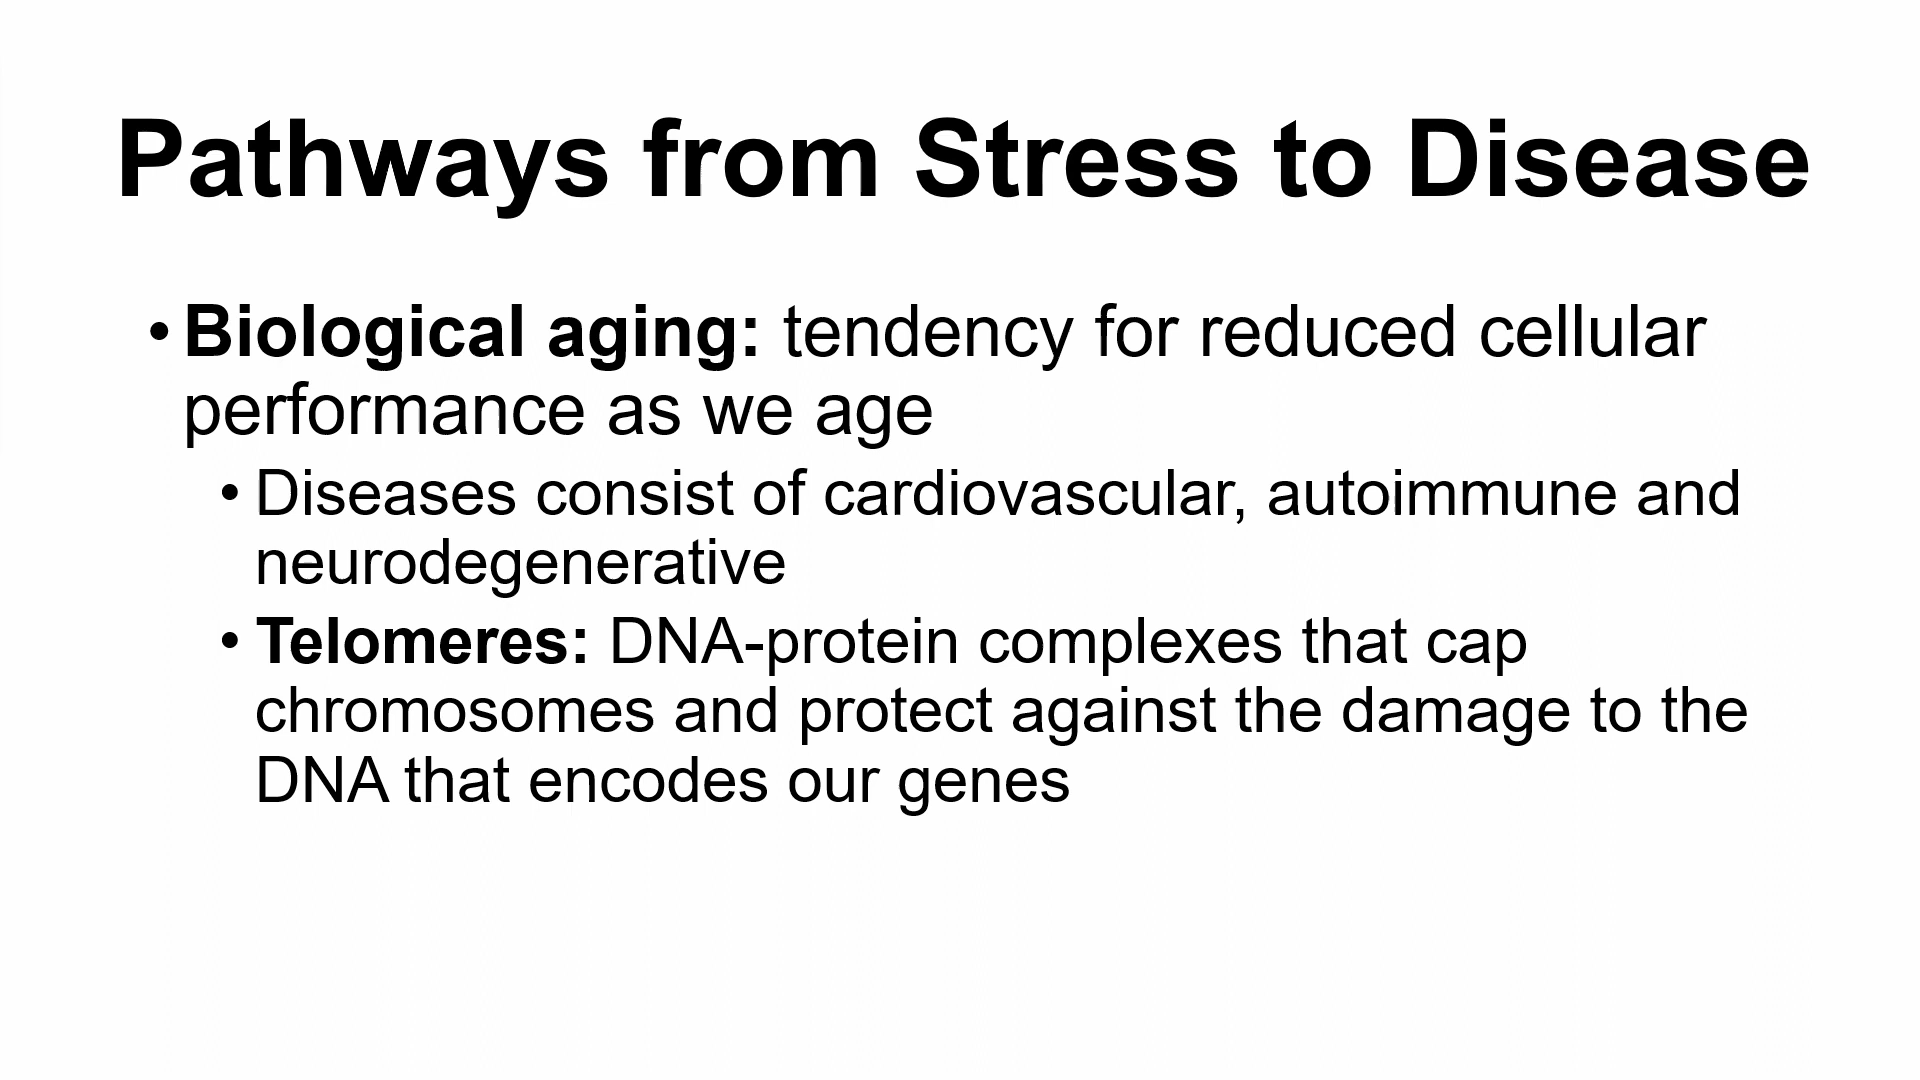 Pathways from Stress to Disease
• Biological aging: tendency for reduced cellular
performance as we age
• Diseases consist of cardiovascular, autoimmune and
neurodegenerative
• Telomeres: DNA-protein complexes that cap
chromosomes and protect against the damage to the
DNA that encodes our genes